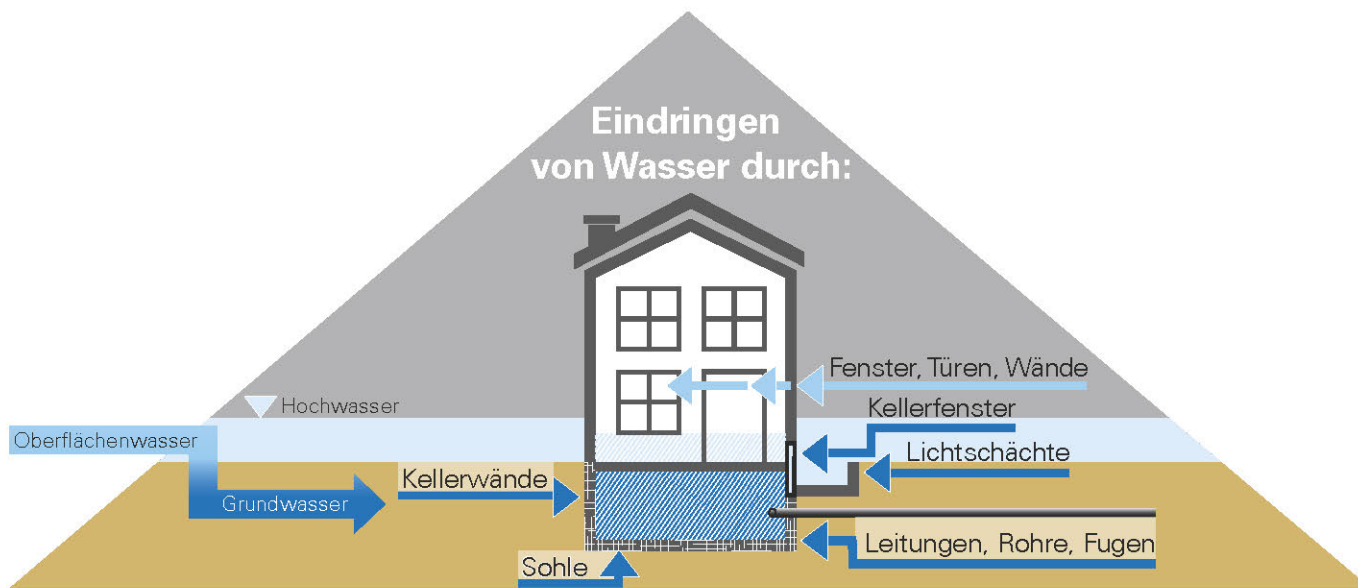 Eindringen
von Wasser durch:
Fenster, Türen, Wände
Hochwasser
Kellerfenster
Oberflächenwasser
Lichtschächte
Kellerwände
Grundwasser
Leitungen, Rohre, Fugen
Sohle